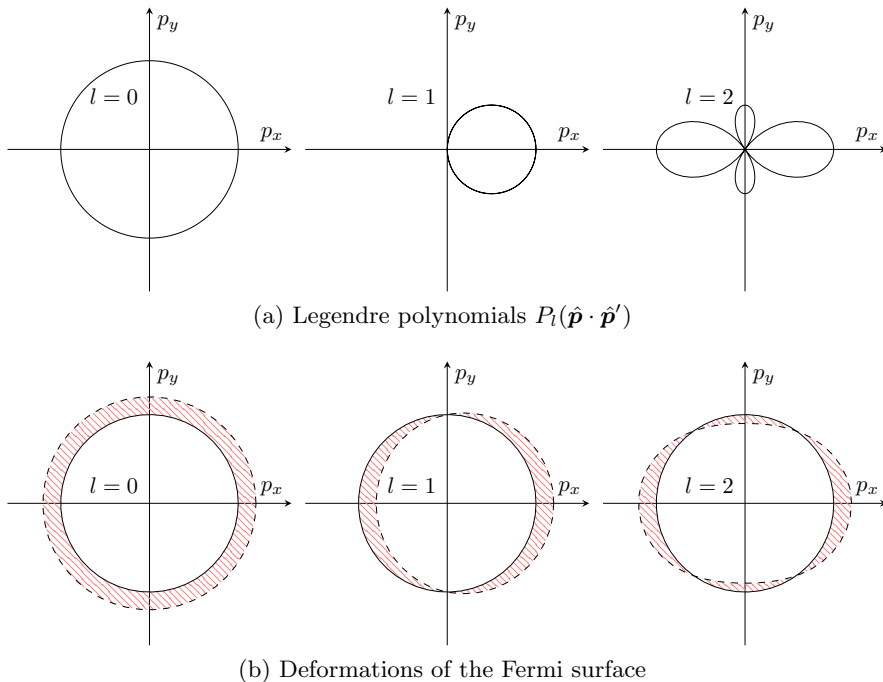 p_y p_y p_y
l = 0 l = 1 l = 2
p_x p_x p_x
(a) Legendre polynomials P_l(p̂ · p̂′)
p_y p_y p_y
l = 0 l = 1 l = 2
p_x p_x p_x
(b) Deformations of the Fermi surface